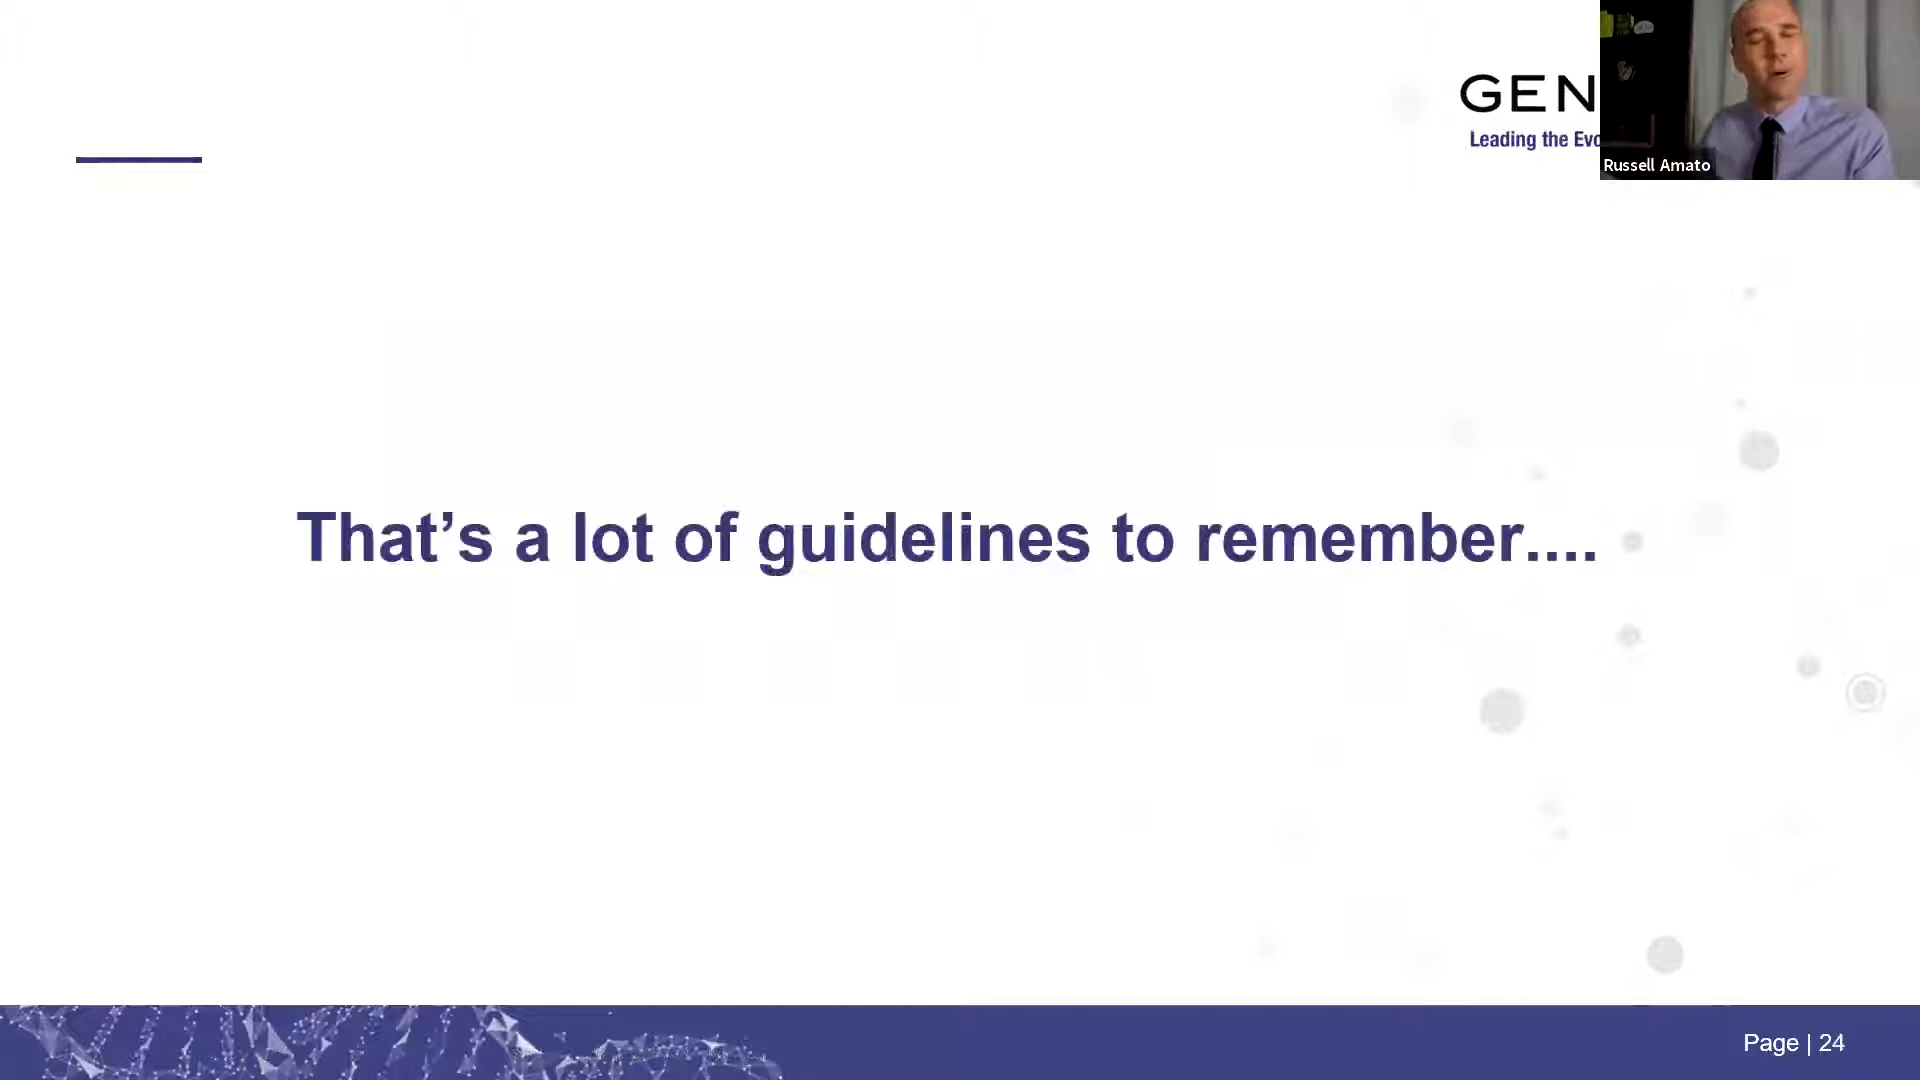 GEN
Leading the Evo
Russell Amato
That’s a lot of guidelines to remember....
Page | 24